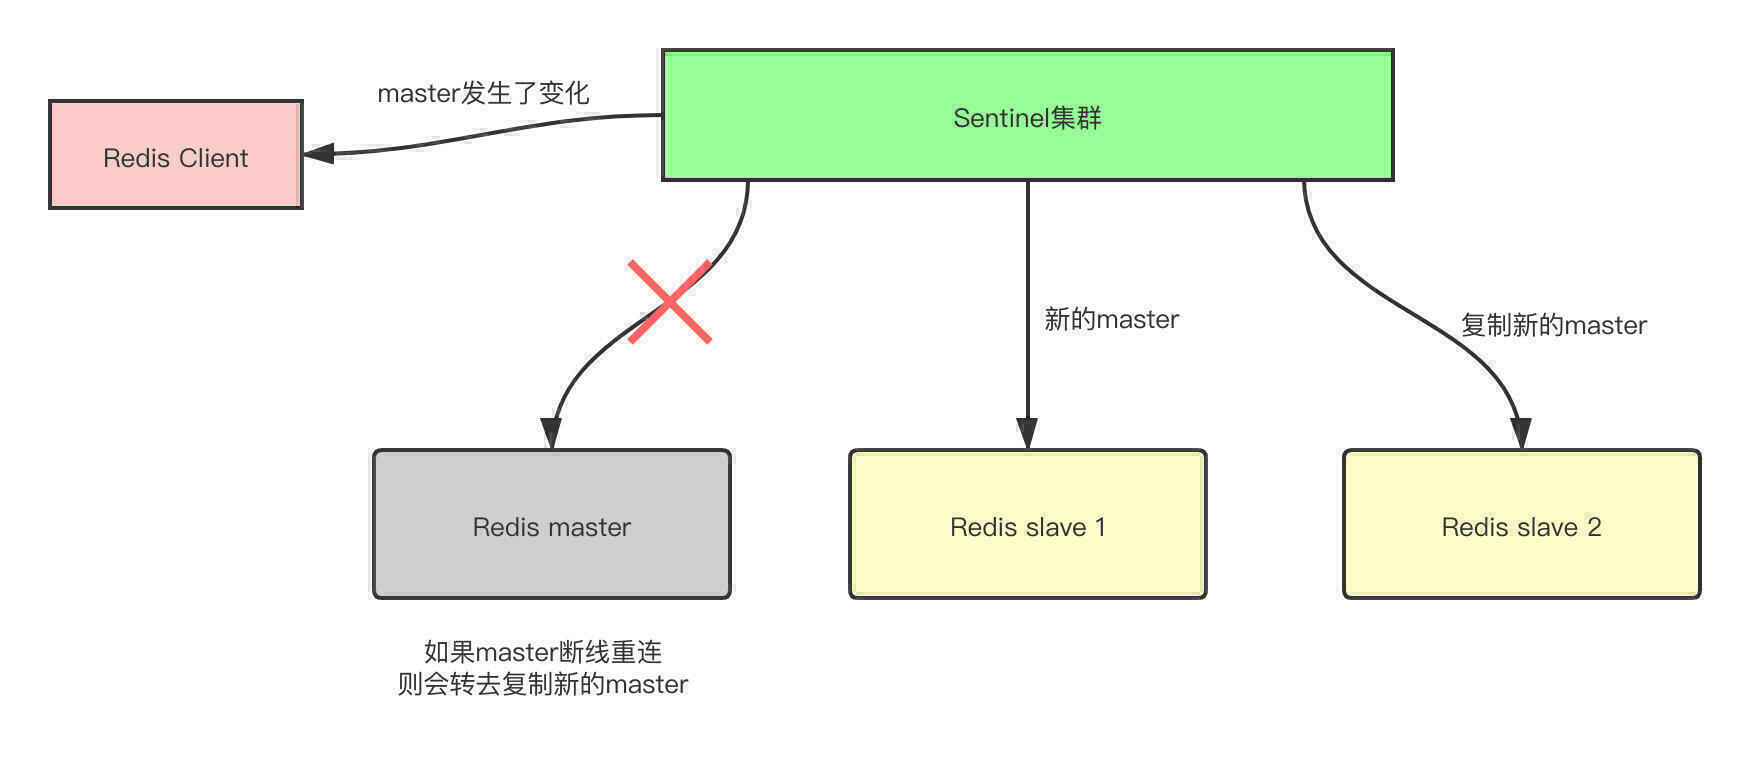 master发生了变化
Sentinel集群
Redis Client
新的master
复制新的master
Redis master
Redis slave 1
Redis slave 2
如果master断线重连
则会转去复制新的master